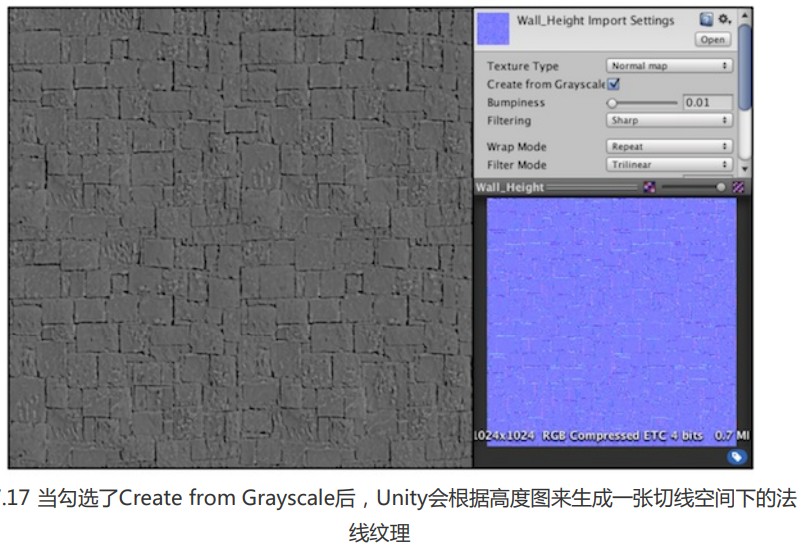 Wall_Height Import Settings
Open
Texture Type Normal map
Create from Grayscale
Bumpiness 0.01
Filtering Sharp
Wrap Mode Repeat
Filter Mode Trilinear
Wall_Height
1024x1024 RGB Compressed ETC 4 bits 0.7 M
.17 当勾选了Create from Grayscale后，Unity会根据高度图来生成一张切线空间下的法
线纹理